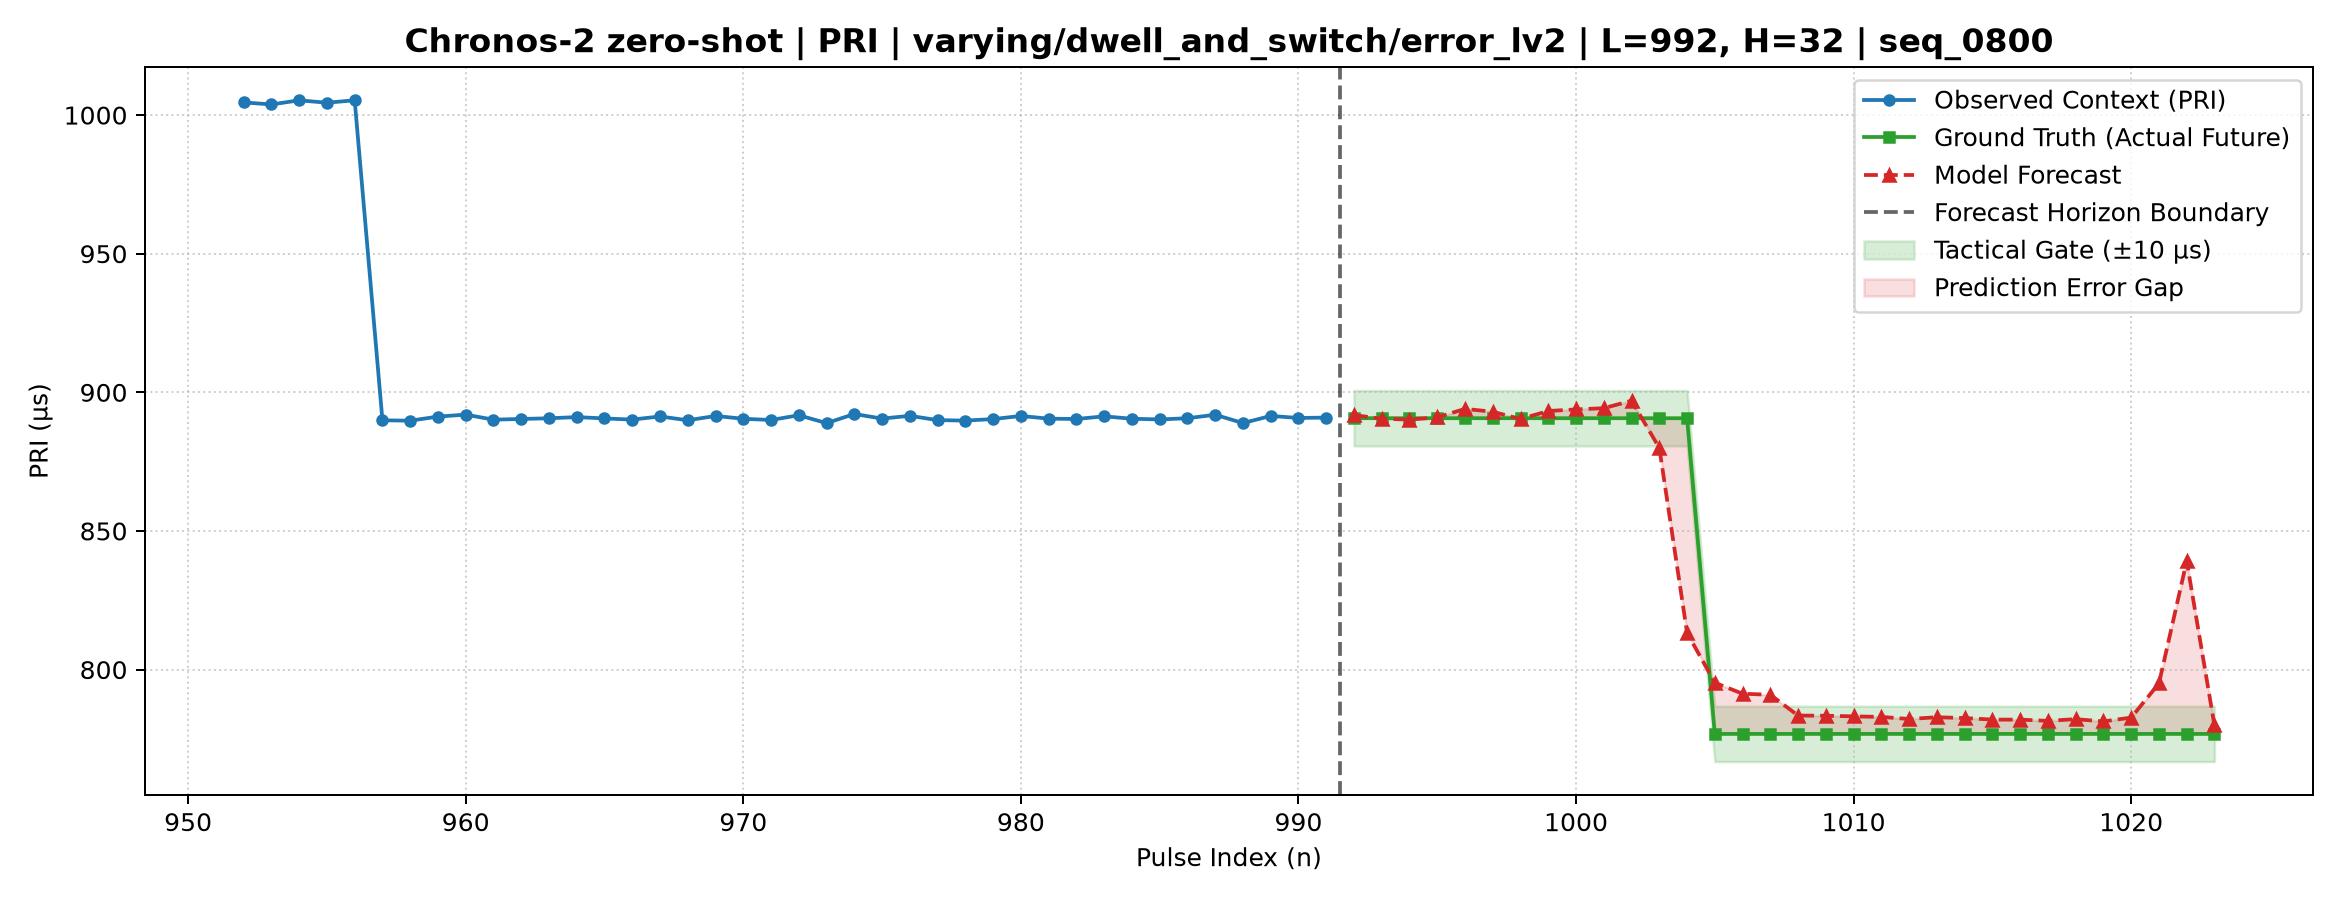 Chronos-2 zero-shot | PRI | varying/dwell_and_switch/error_lv2 | L=992, H=32 | seq_0800
Observed Context (PRI)
Ground Truth (Actual Future)
Model Forecast
Forecast Horizon Boundary
Tactical Gate (±10 µs)
Prediction Error Gap
PRI (µs)
1000
950
900
850
800
950 960 970 980 990 1000 1010 1020
Pulse Index (n)